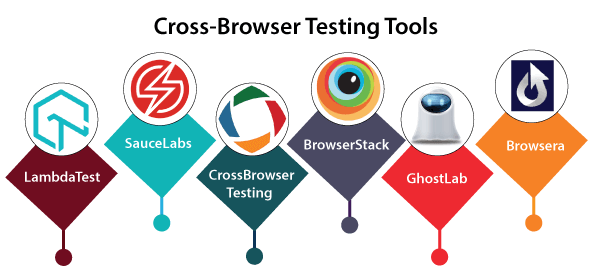 Cross-Browser Testing Tools
LambdaTest
SauceLabs
CrossBrowser
Testing
BrowserStack
GhostLab
Browsera